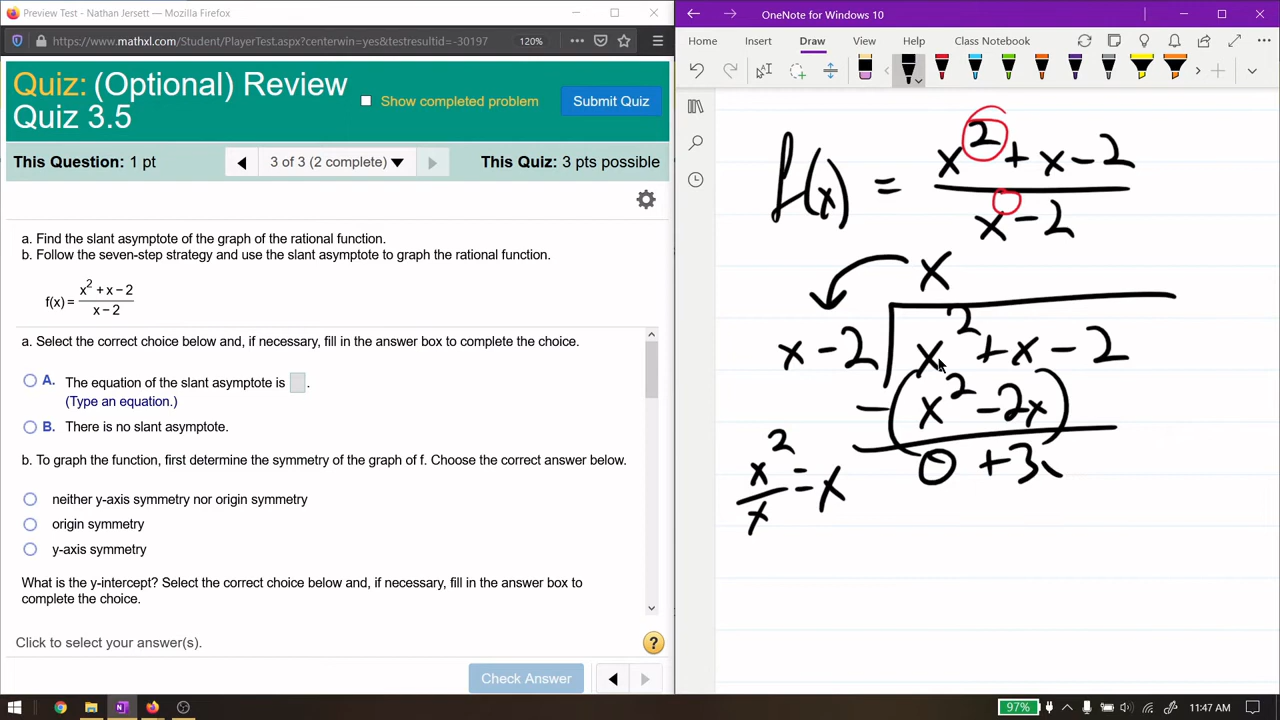 Preview Test - Nathan Jersett — Mozilla Firefox
https://www.mathxl.com/Student/PlayerTest.aspx?centerwin=yes&testresultid=-30197
120%
Quiz: (Optional) Review
Quiz 3.5
Show completed problem
Submit Quiz
This Question: 1 pt
3 of 3 (2 complete)
This Quiz: 3 pts possible
a. Find the slant asymptote of the graph of the rational function.
b. Follow the seven-step strategy and use the slant asymptote to graph the rational function.
f(x) = x² + x − 2 / x − 2
a. Select the correct choice below and, if necessary, fill in the answer box to complete the choice.
A. The equation of the slant asymptote is .
(Type an equation.)
B. There is no slant asymptote.
b. To graph the function, first determine the symmetry of the graph of f. Choose the correct answer below.
neither y-axis symmetry nor origin symmetry
origin symmetry
y-axis symmetry
What is the y-intercept? Select the correct choice below and, if necessary, fill in the answer box to
complete the choice.
Click to select your answer(s).
?
Check Answer
OneNote for Windows 10
Home Insert Draw View Help Class Notebook
f(x) = x² + x − 2 / x − 2
x
x − 2 x² + x − 2
− (x² − 2x)
0 + 3
x² / x = x
97%
11:47 AM